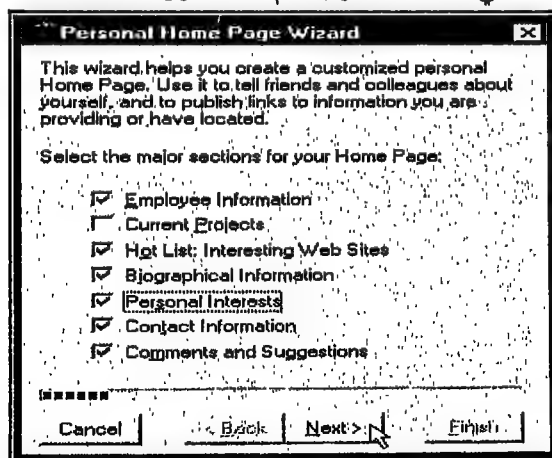 Personal Home Page Wizard
This wizard helps you create a customized personal
Home Page. Use it to tell friends and colleagues about
yourself, and to publish links to information you are
providing or have located.
Select the major sections for your Home Page:
Employee Information
Current Projects
Hot List: Interesting Web Sites
Biographical Information
Personal Interests
Contact Information
Comments and Suggestions
Cancel
< Back
Next >
Finish